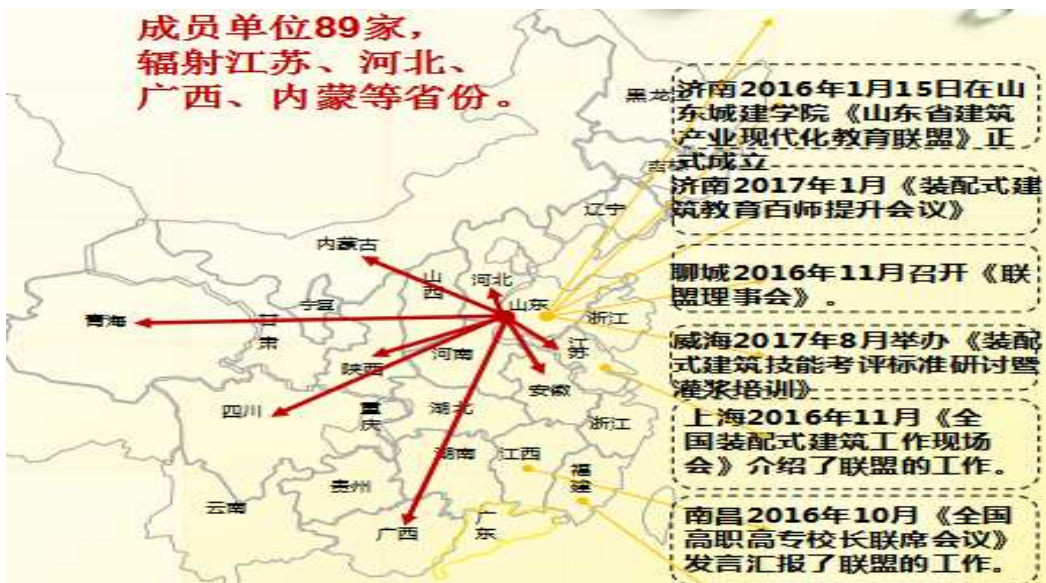 成员单位89家，
辐射江苏、河北、
广西、内蒙等省份。
济南2016年1月15日在山
东城建学院《山东省建筑
产业现代化教育联盟》正
式成立
济南2017年1月《装配式建
筑教育百师提升会议》
聊城2016年11月召开《联
盟理事会》.
威海2017年8月举办《装配
式建筑技能考评标准研讨暨
灌浆培训》
上海2016年11月《全
国装配式建筑工作现场
会》介绍了联盟的工作。
南昌2016年10月《全国
高职高专校长联席会议》
发言汇报了联盟的工作。
黑龙江
吉林
辽宁
内蒙古
山西
河北
宁夏
山东
青海
甘肃
浙江
江苏
河南
陕西
安徽
四川
重庆
湖北
浙江
湖南
江西
福建
贵州
云南
广西
广东